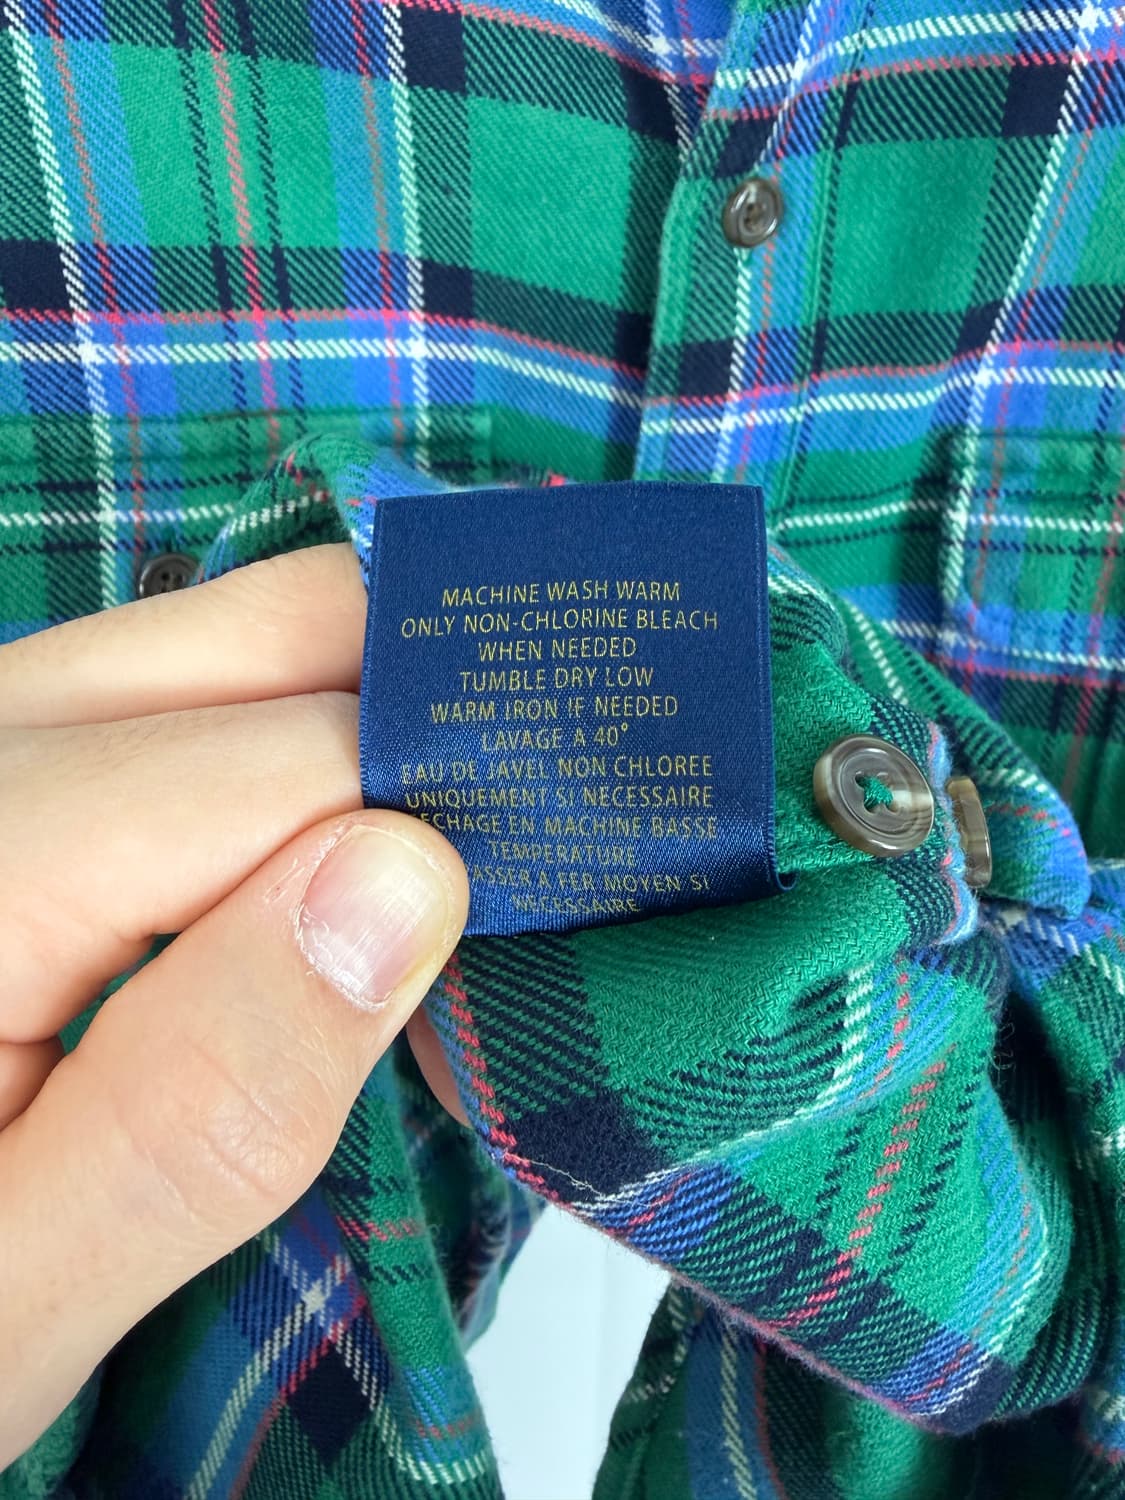 MACHINE WASH WARM
ONLY NON-CHLORINE BLEACH
WHEN NEEDED
TUMBLE DRY LOW
WARM IRON IF NEEDED
LAVAGE A 40°
EAU DE JAVEL NON CHLOREE
UNIQUEMENT SI NECESSAIRE
SECHAGE EN MACHINE BASSE
TEMPERATURE
ASSER A FER MOYEN SI
NECESSAIRE